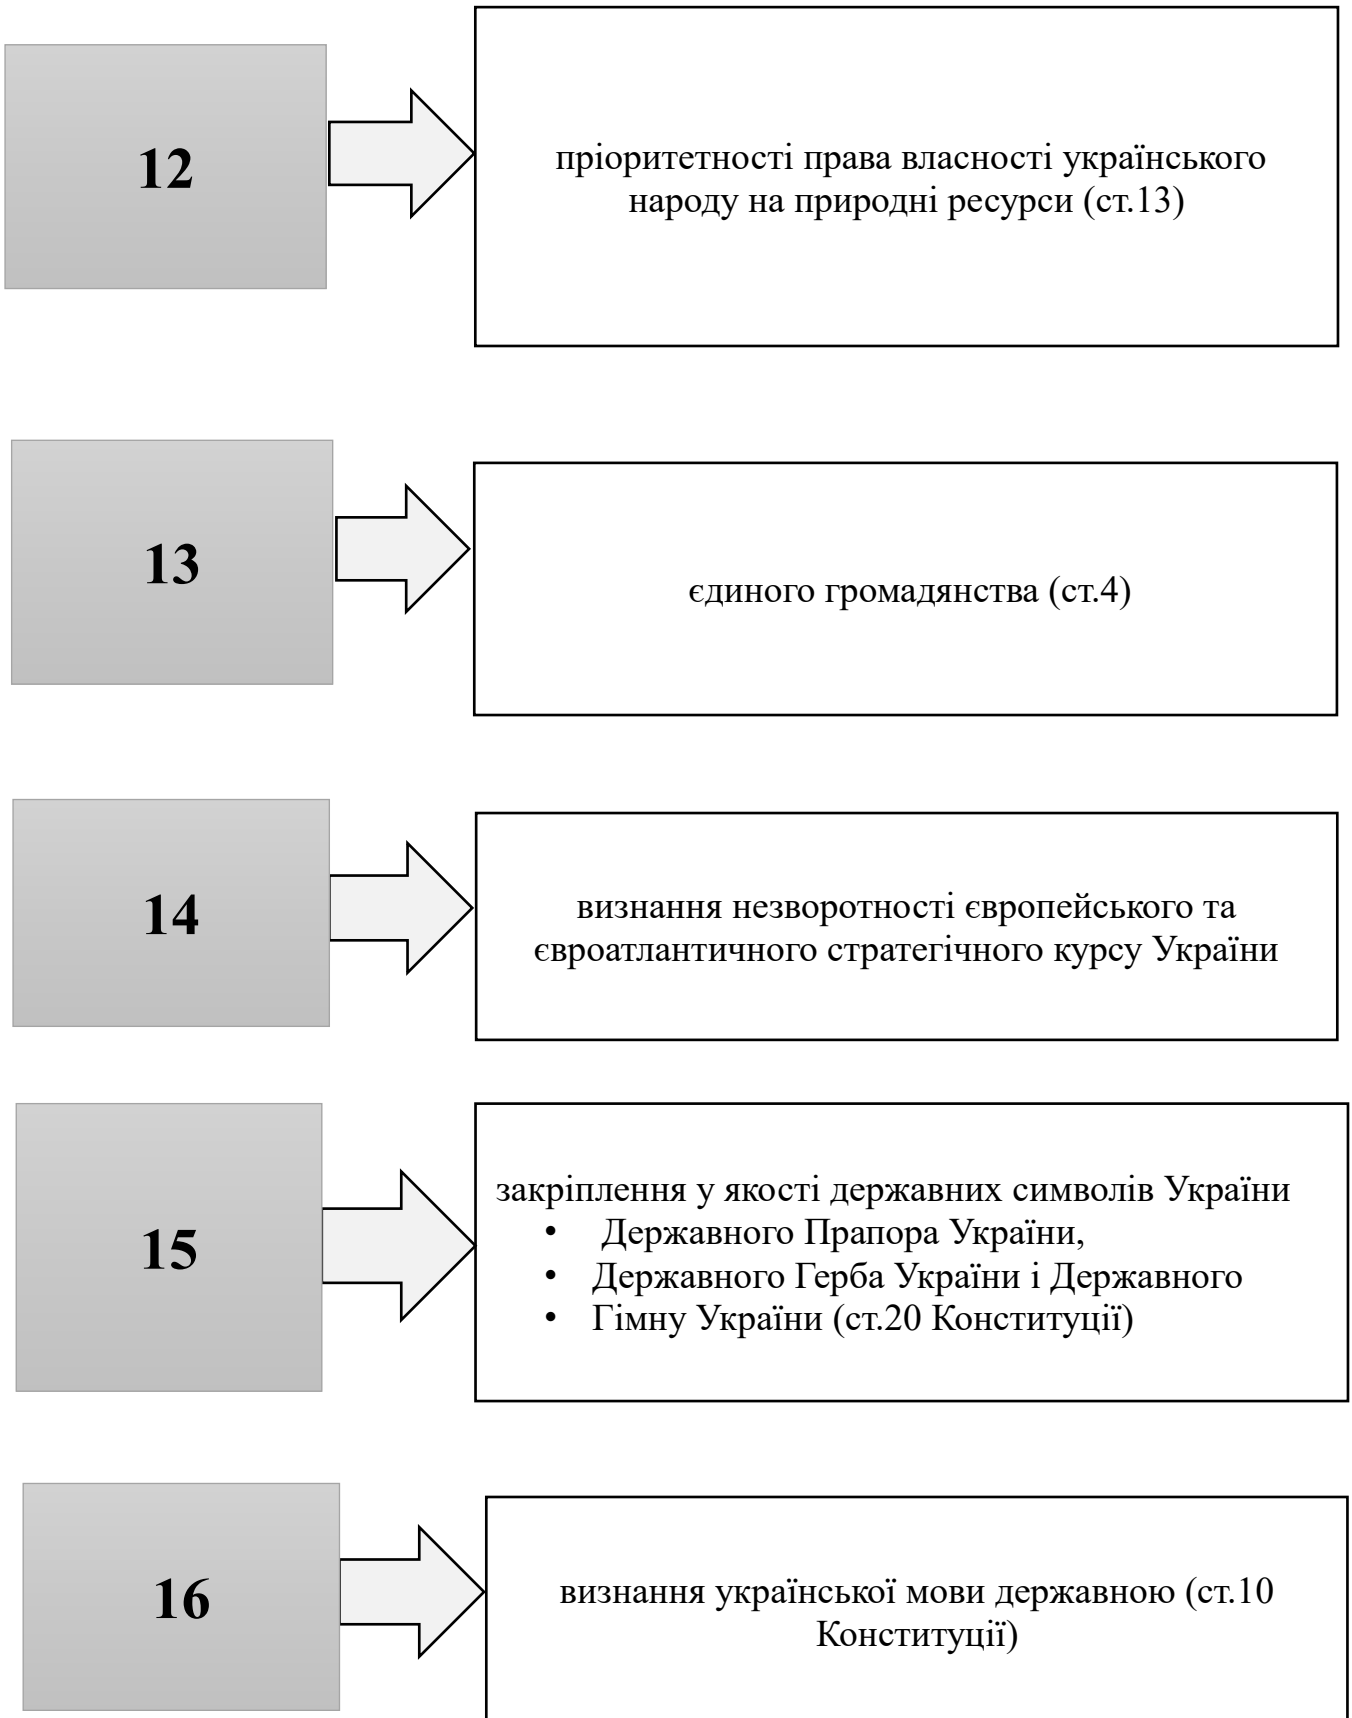 12
пріоритетності права власності українського
народу на природні ресурси (ст.13)
13
єдиного громадянства (ст.4)
14
визнання незворотності європейського та
євроатлантичного стратегічного курсу України
15
закріплення у якості державних символів України
• Державного Прапора України,
• Державного Герба України і Державного
• Гімну України (ст.20 Конституції)
16
визнання української мови державною (ст.10
Конституції)